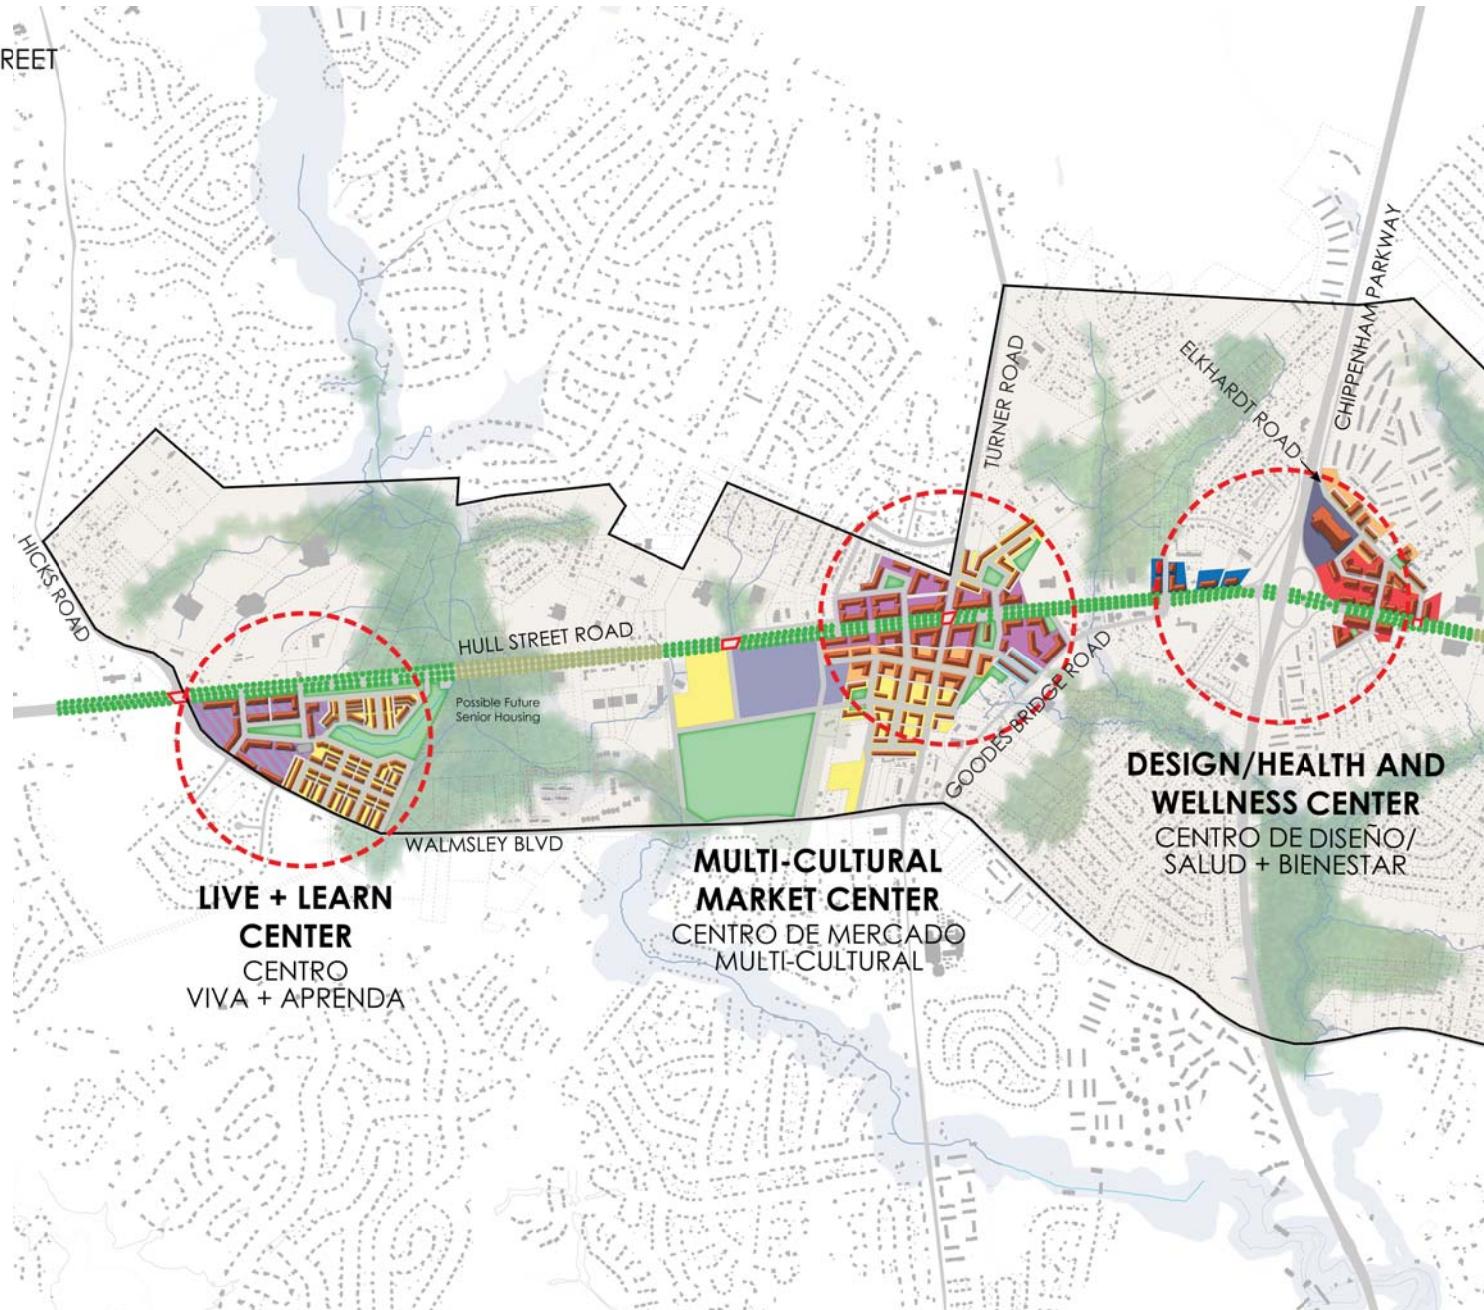 REET
CHIPPENHAM PARKWAY
ELKHARDT ROAD
TURNER ROAD
HICKS ROAD
HULL STREET ROAD
GOODES BRIDGE ROAD
Possible Future
Senior Housing
WALMSLEY BLVD
DESIGN/HEALTH AND
WELLNESS CENTER
CENTRO DE DISEÑO/
SALUD + BIENESTAR
MULTI-CULTURAL
MARKET CENTER
CENTRO DE MERCADO
MULTI-CULTURAL
LIVE + LEARN
CENTER
CENTRO
VIVA + APRENDA